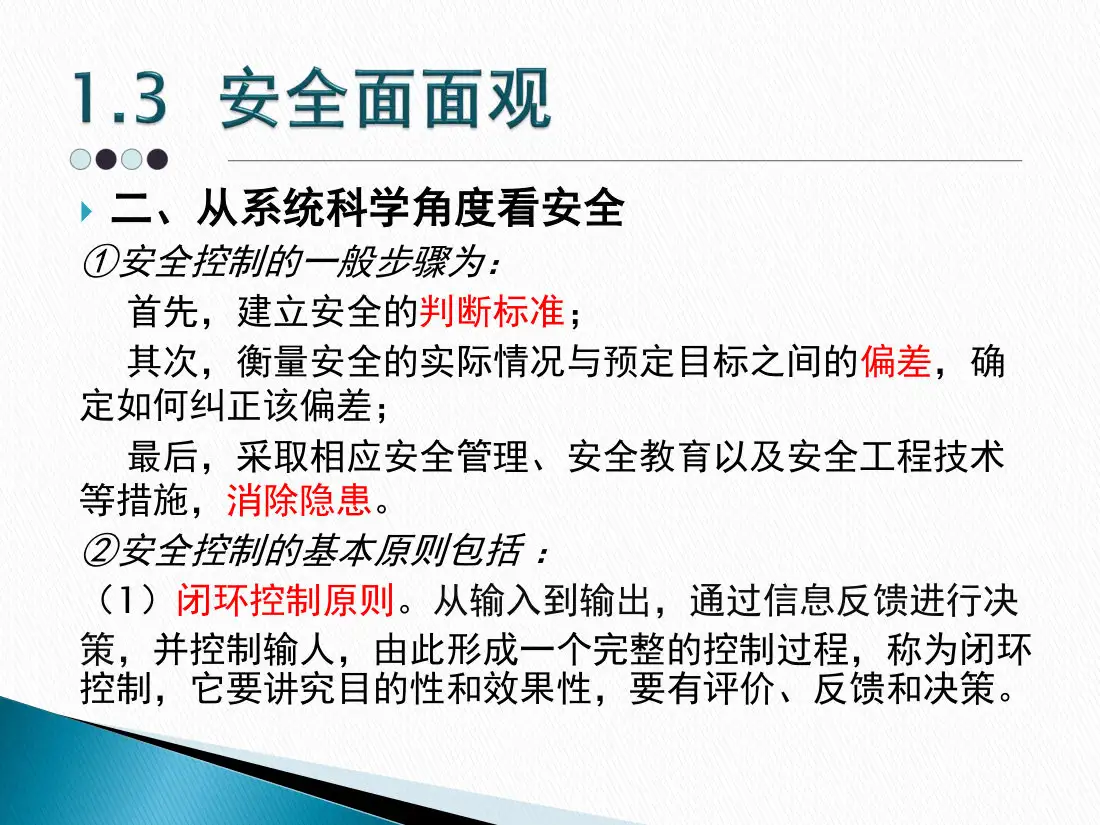 1.3 安全面面观
二、从系统科学角度看安全
①安全控制的一般步骤为：
首先，建立安全的判断标准；
其次，衡量安全的实际情况与预定目标之间的偏差，确
定如何纠正该偏差；
最后，采取相应安全管理、安全教育以及安全工程技术
等措施，消除隐患。
②安全控制的基本原则包括：
（1）闭环控制原则。从输入到输出，通过信息反馈进行决
策，并控制输人，由此形成一个完整的控制过程，称为闭环
控制，它要讲究目的性和效果性，要有评价、反馈和决策。